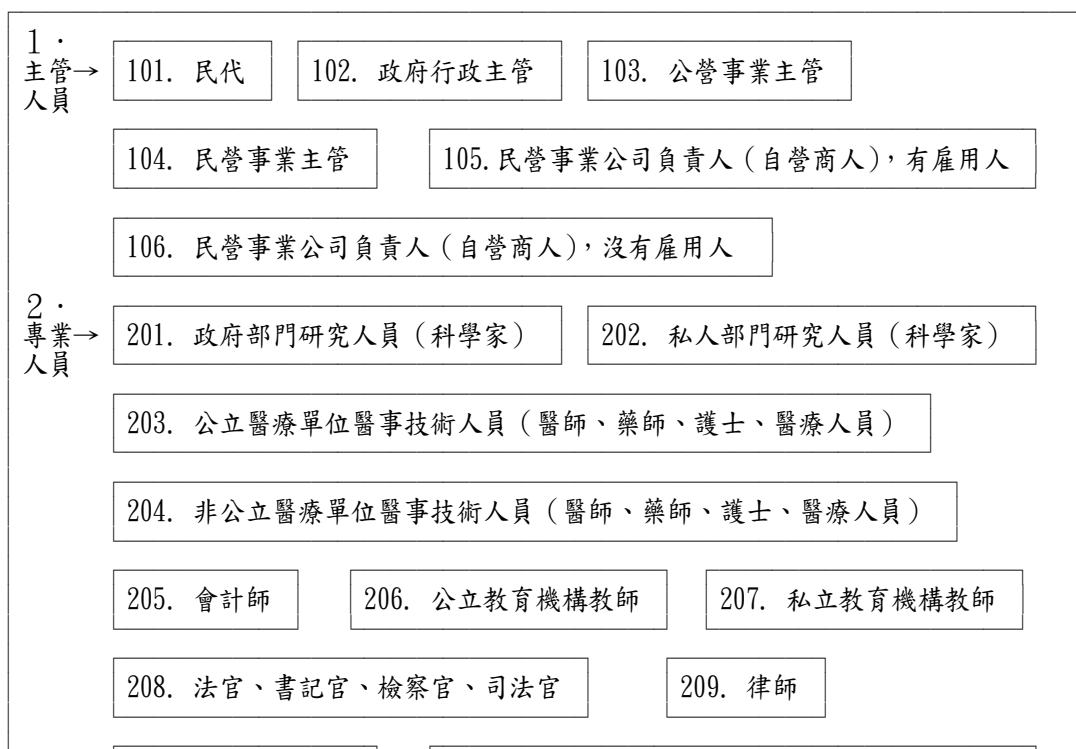 1．
主管→ 101. 民代 102. 政府行政主管 103. 公營事業主管
人員
104. 民營事業主管 105.民營事業公司負責人（自營商人），有雇用人
106. 民營事業公司負責人（自營商人），沒有雇用人
2．
專業→ 201. 政府部門研究人員（科學家） 202. 私人部門研究人員（科學家）
人員
203. 公立醫療單位醫事技術人員（醫師、藥師、護士、醫療人員）
204. 非公立醫療單位醫事技術人員（醫師、藥師、護士、醫療人員）
205. 會計師 206. 公立教育機構教師 207. 私立教育機構教師
208. 法官、書記官、檢察官、司法官 209. 律師